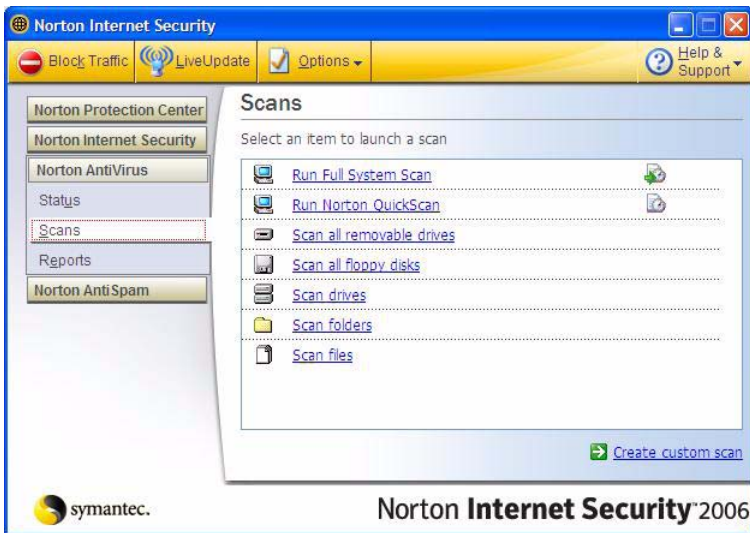 Norton Internet Security
Block Traffic LiveUpdate Options Help & Support
Norton Protection Center
Norton Internet Security
Norton AntiVirus
Status
Scans
Reports
Norton AntiSpam
Scans
Select an item to launch a scan
Run Full System Scan
Run Norton QuickScan
Scan all removable drives
Scan all floppy disks
Scan drives
Scan folders
Scan files
Create custom scan
symantec.
Norton Internet Security™ 2006